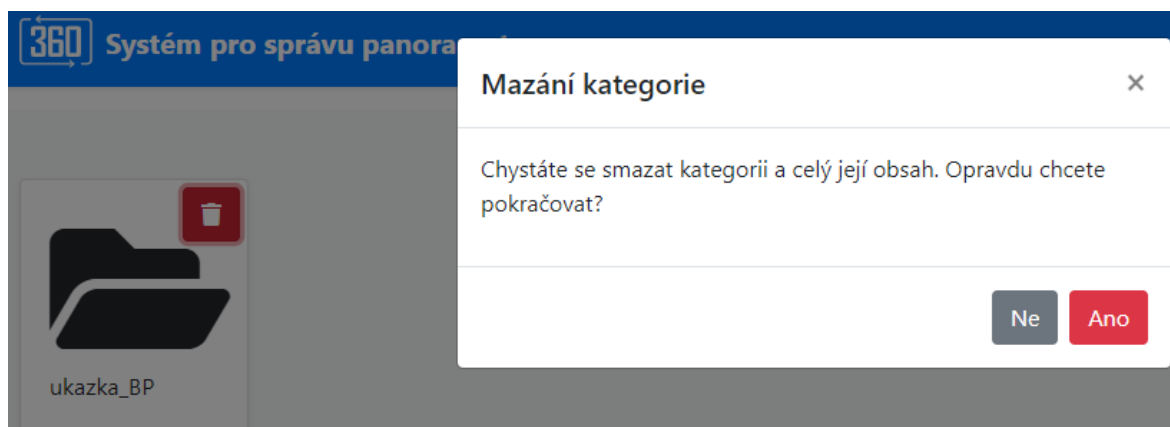 360 Systém pro správu panora
Mazání kategorie
×
Chystáte se smazat kategorii a celý její obsah. Opravdu chcete
pokračovat?
Ne
Ano
ukazka_BP